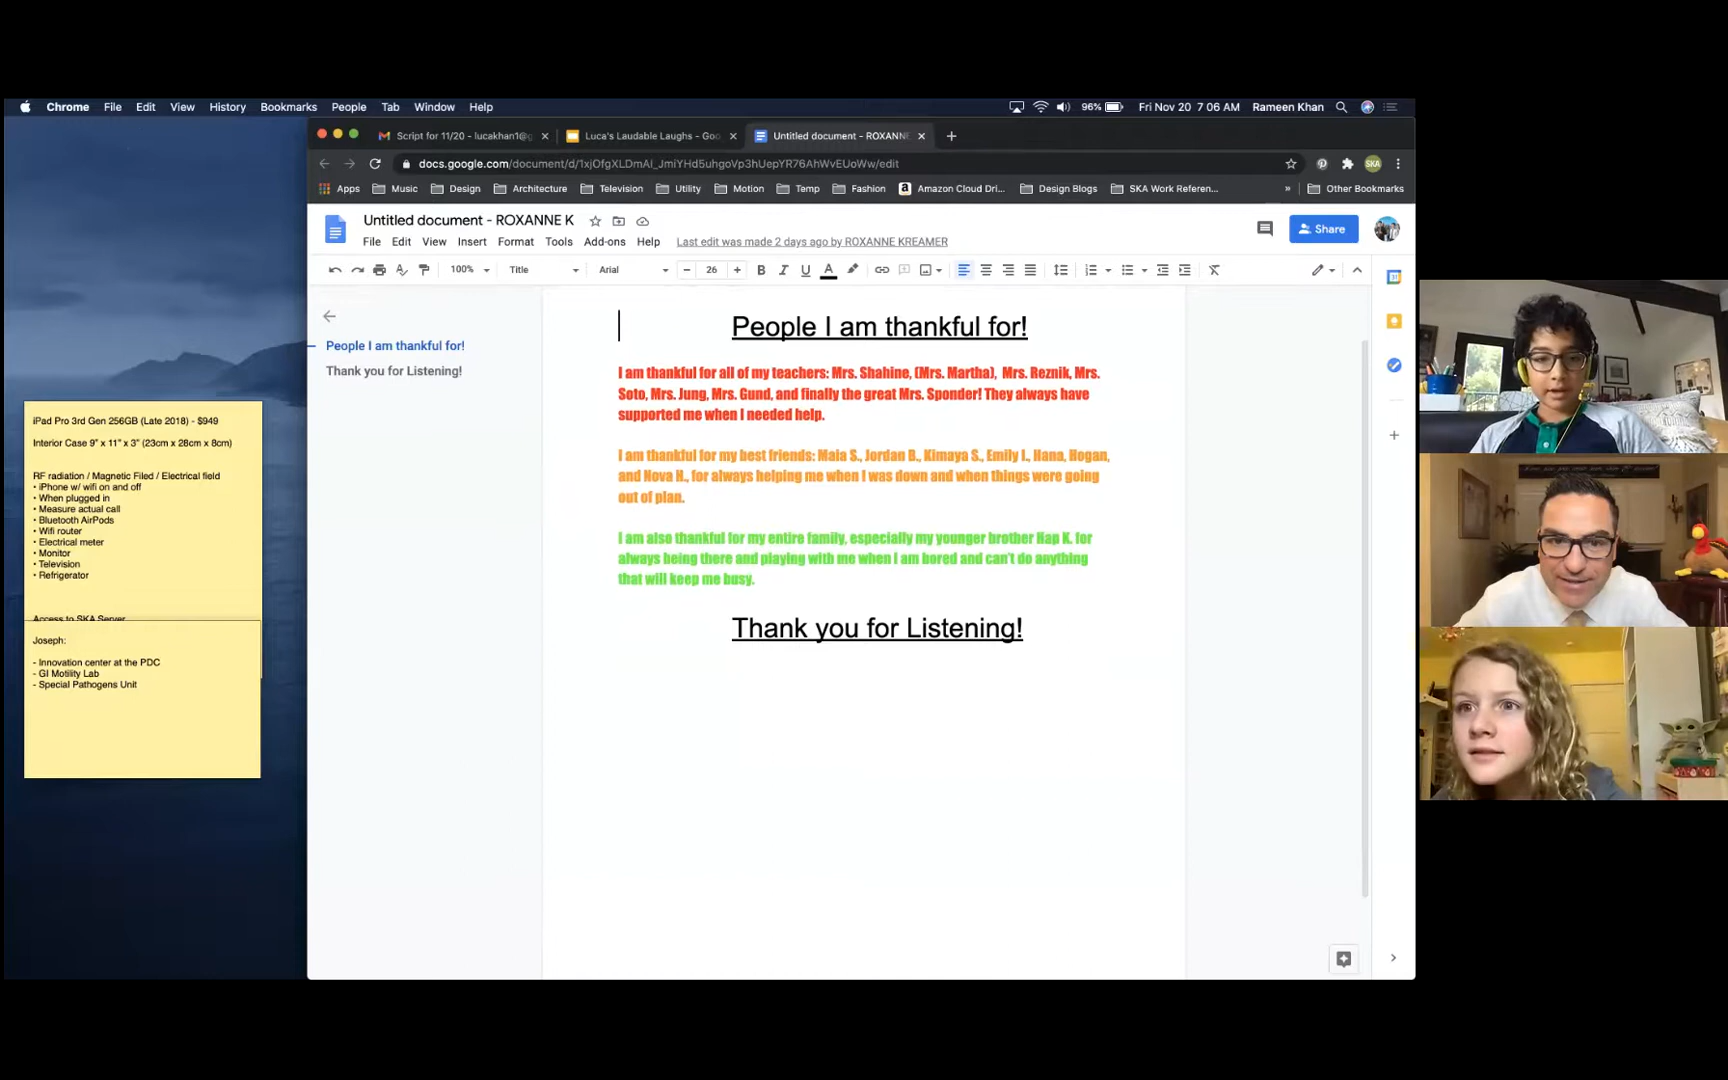 Chrome File Edit View History Bookmarks People Tab Window Help
96% Fri Nov 20 7:06 AM Rameen Khan
Script for 11/20 - lucakhan1@g
Luca's Laudable Laughs - Goo
Untitled document - ROXANNE
docs.google.com/document/d/1xjOfgXLDmAi_JmiYHd5uhgoVp3hUepYR76AhWvEUoWw/edit
SKA
Apps Music Design Architecture Television Utility Motion Temp Fashion Amazon Cloud Dri... Design Blogs SKA Work Referen... » Other Bookmarks
Untitled document - ROXANNE K
File Edit View Insert Format Tools Add-ons Help Last edit was made 2 days ago by ROXANNE KREAMER
Share
100% Title Arial 26
People I am thankful for!
Thank you for Listening!
People I am thankful for!
I am thankful for all of my teachers: Mrs. Shahine, (Mrs. Martha), Mrs. Reznik, Mrs.
Soto, Mrs. Jung, Mrs. Gund, and finally the great Mrs. Sponder! They always have
supported me when I needed help.
I am thankful for my best friends: Maia S., Jordan B., Kimaya S., Emily I., Hana, Hogan,
and Nova H., for always helping me when I was down and when things were going
out of plan.
I am also thankful for my entire family, especially my younger brother Hap K. for
always being there and playing with me when I am bored and can't do anything
that will keep me busy.
Thank you for Listening!
iPad Pro 3rd Gen 256GB (Late 2018) - $949
Interior Case 9" x 11" x 3" (23cm x 28cm x 8cm)
RF radiation / Magnetic Filed / Electrical field
• iPhone w/ wifi on and off
• When plugged in
• Measure actual call
• Bluetooth AirPods
• Wifi router
• Electrical meter
• Monitor
• Television
• Refrigerator
Access to SKA Server
Joseph:
- Innovation center at the PDC
- GI Motility Lab
- Special Pathogens Unit